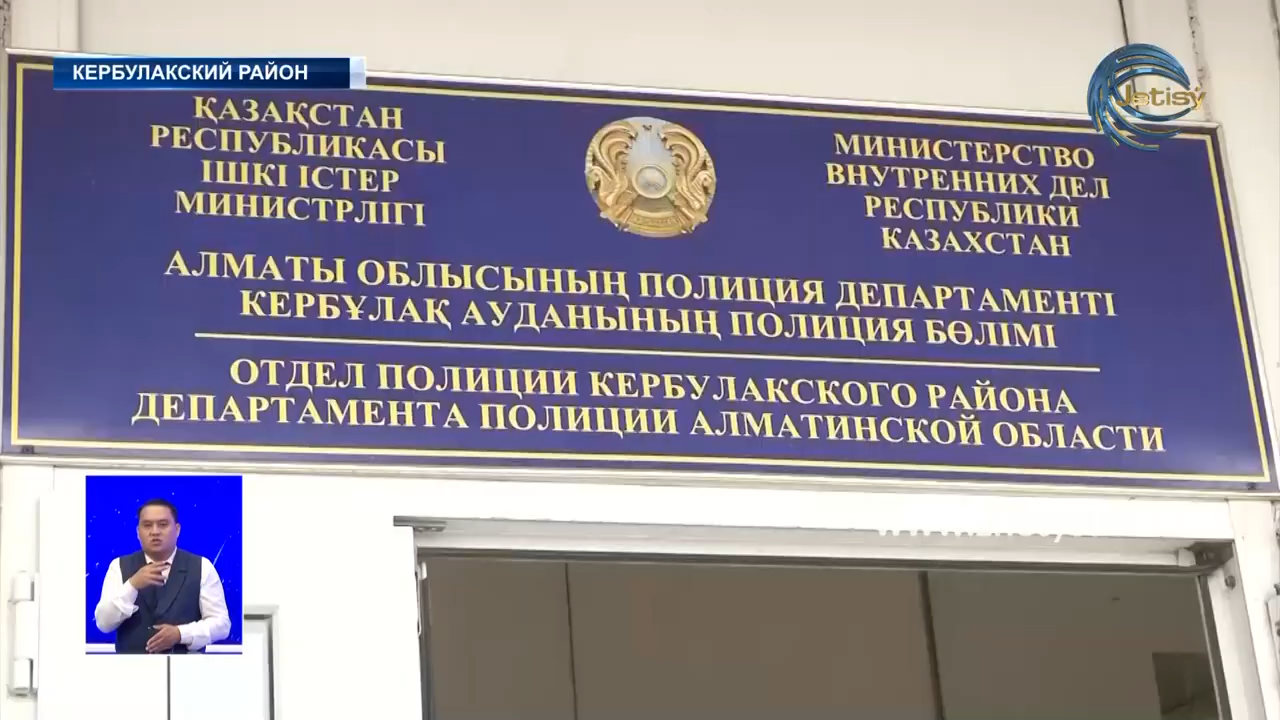 КЕРБУЛАКСКИЙ РАЙОН
Jetisý
ҚАЗАҚСТАН
РЕСПУБЛИКАСЫ
ІШКІ ІСТЕР
МИНИСТРЛІГІ
МИНИСТЕРСТВО
ВНУТРЕННИХ ДЕЛ
РЕСПУБЛИКИ
КАЗАХСТАН
АЛМАТЫ ОБЛЫСЫНЫҢ ПОЛИЦИЯ ДЕПАРТАМЕНТІ
КЕРБҰЛАҚ АУДАНЫНЫҢ ПОЛИЦИЯ БӨЛІМІ
ОТДЕЛ ПОЛИЦИИ КЕРБУЛАКСКОГО РАЙОНА
ДЕПАРТАМЕНТА ПОЛИЦИИ АЛМАТИНСКОЙ ОБЛАСТИ